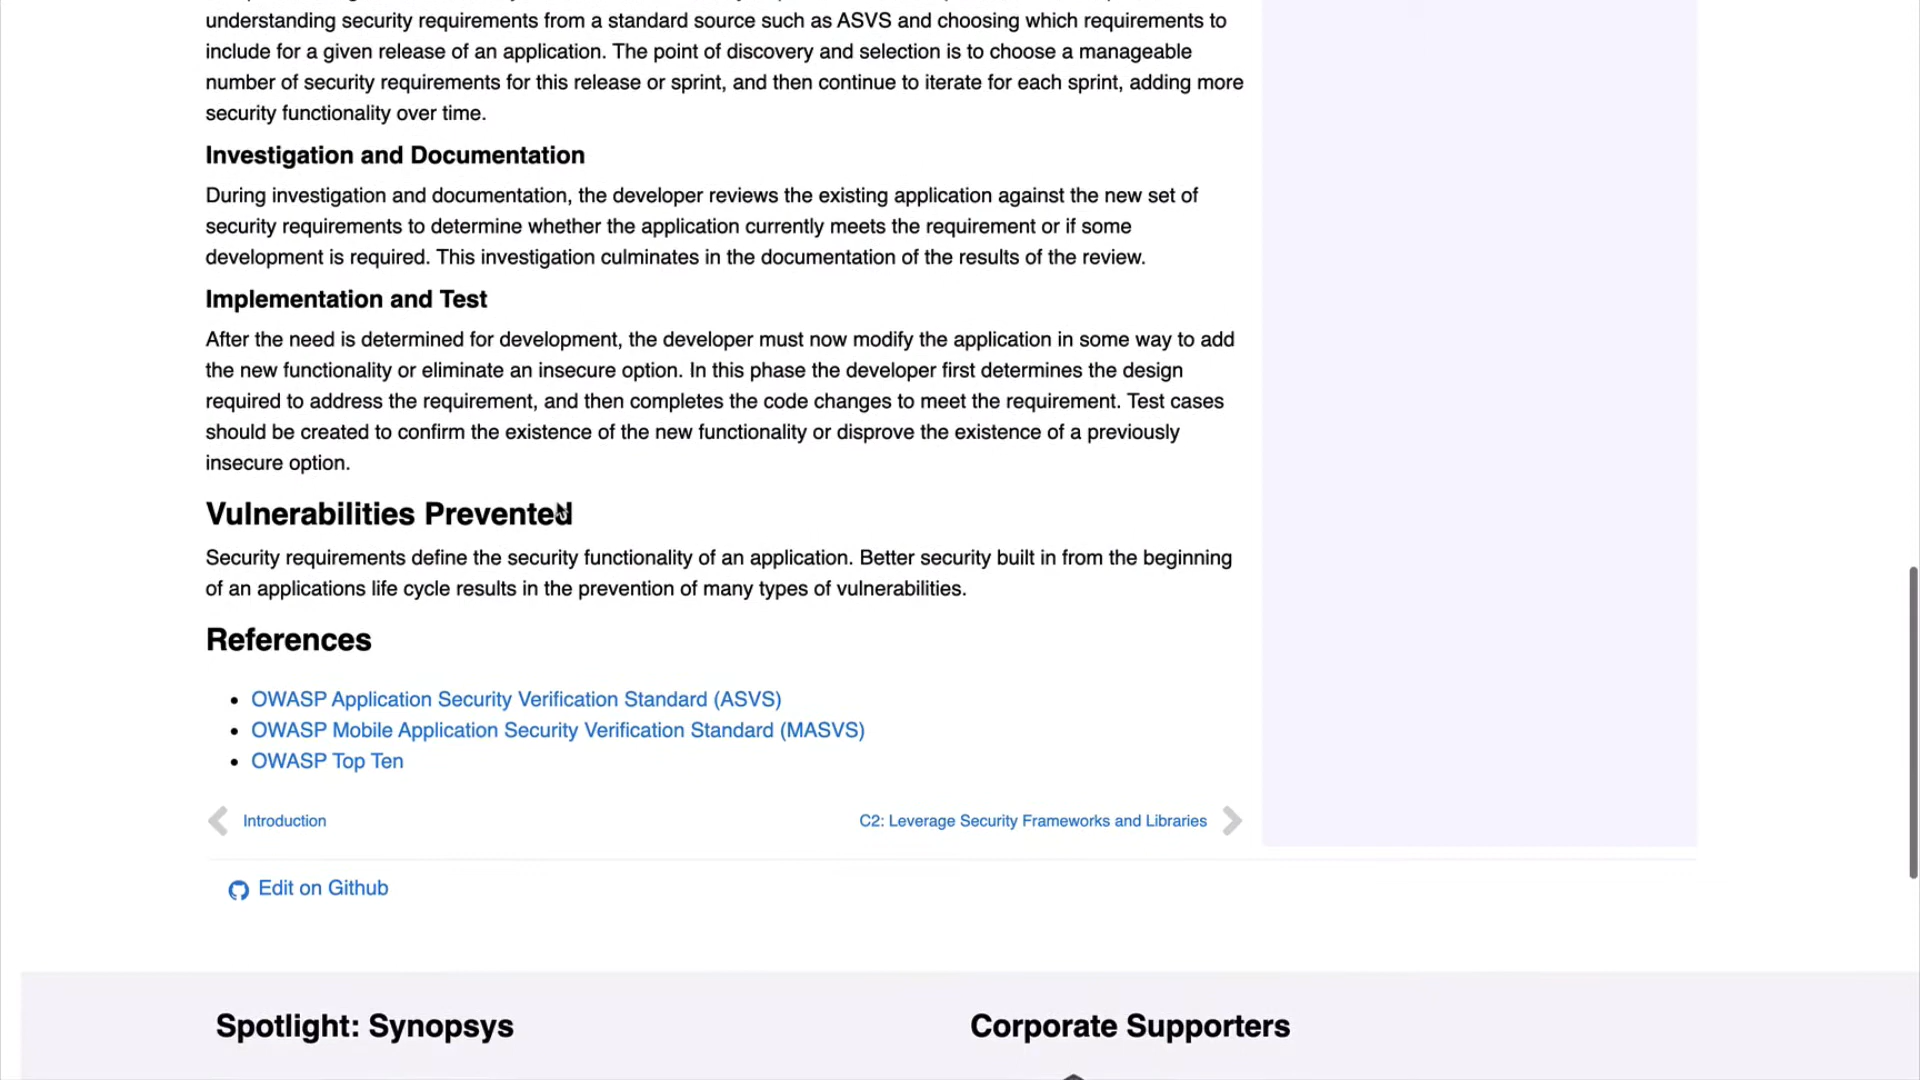 understanding security requirements from a standard source such as ASVS and choosing which requirements to
include for a given release of an application. The point of discovery and selection is to choose a manageable
number of security requirements for this release or sprint, and then continue to iterate for each sprint, adding more
security functionality over time.
Investigation and Documentation
During investigation and documentation, the developer reviews the existing application against the new set of
security requirements to determine whether the application currently meets the requirement or if some
development is required. This investigation culminates in the documentation of the results of the review.
Implementation and Test
After the need is determined for development, the developer must now modify the application in some way to add
the new functionality or eliminate an insecure option. In this phase the developer first determines the design
required to address the requirement, and then completes the code changes to meet the requirement. Test cases
should be created to confirm the existence of the new functionality or disprove the existence of a previously
insecure option.
Vulnerabilities Prevented
Security requirements define the security functionality of an application. Better security built in from the beginning
of an applications life cycle results in the prevention of many types of vulnerabilities.
References
OWASP Application Security Verification Standard (ASVS)
OWASP Mobile Application Security Verification Standard (MASVS)
OWASP Top Ten
Introduction
C2: Leverage Security Frameworks and Libraries
Edit on Github
Spotlight: Synopsys
Corporate Supporters